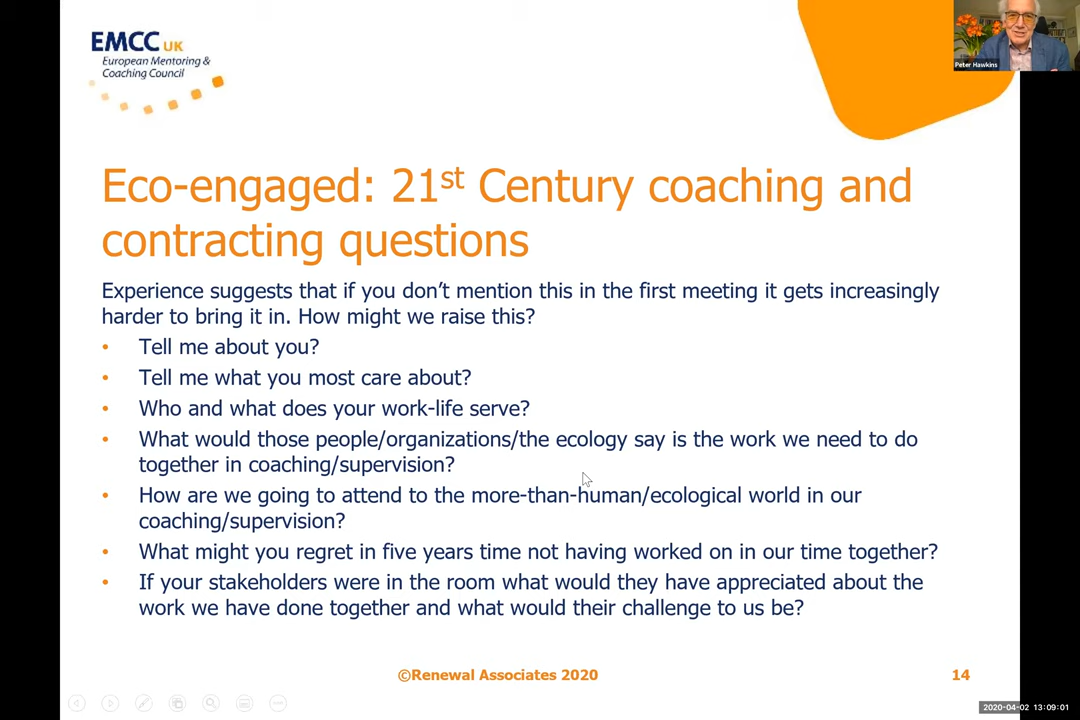 EMCC UK
European Mentoring &
Coaching Council
Peter Hawkins
Eco-engaged: 21st Century coaching and
contracting questions
Experience suggests that if you don’t mention this in the first meeting it gets increasingly
harder to bring it in. How might we raise this?
• Tell me about you?
• Tell me what you most care about?
• Who and what does your work-life serve?
• What would those people/organizations/the ecology say is the work we need to do
together in coaching/supervision?
• How are we going to attend to the more-than-human/ecological world in our
coaching/supervision?
• What might you regret in five years time not having worked on in our time together?
• If your stakeholders were in the room what would they have appreciated about the
work we have done together and what would their challenge to us be?
©Renewal Associates 2020
14
2020-04-02 13:09:01